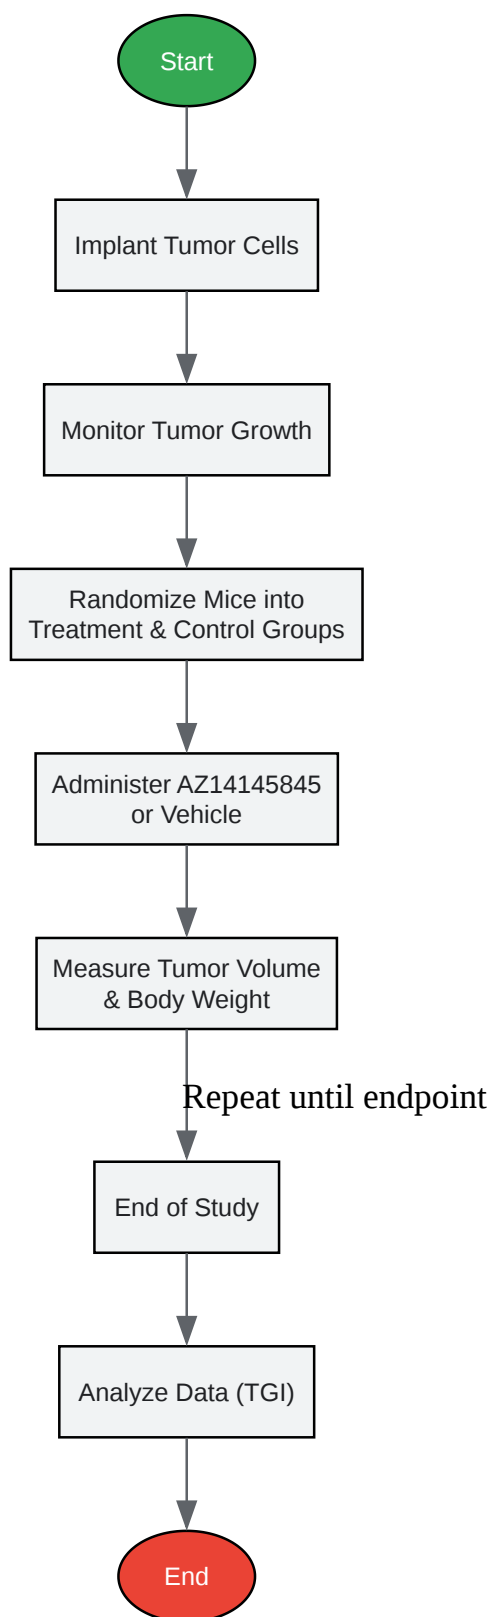 Start
Implant Tumor Cells
Monitor Tumor Growth
Randomize Mice into
Treatment & Control Groups
Administer AZ14145845
or Vehicle
Measure Tumor Volume
& Body Weight
Repeat until endpoint
End of Study
Analyze Data (TGI)
End